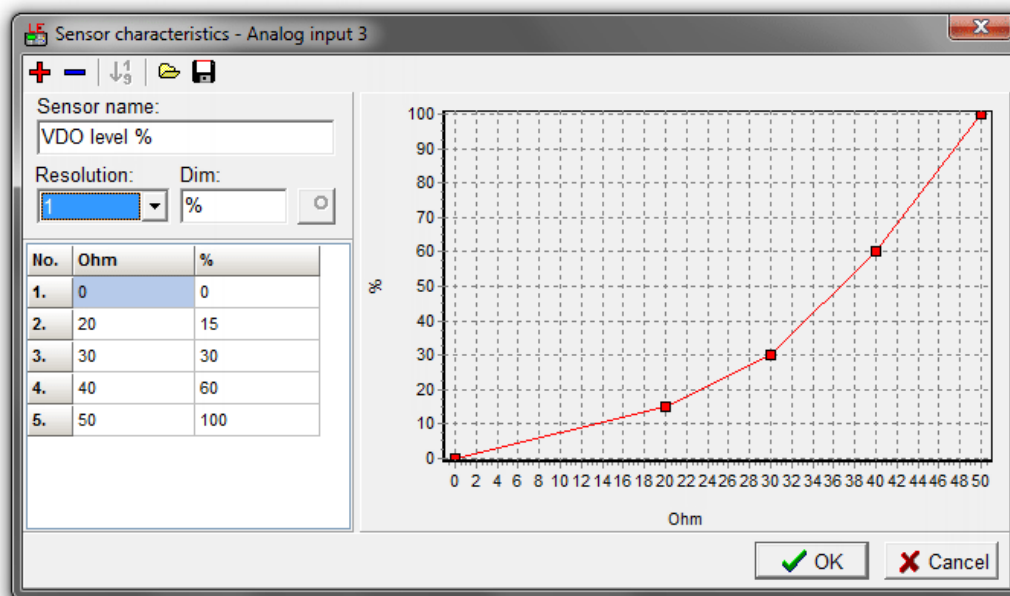 Sensor characteristics - Analog input 3
Sensor name:
VDO level %
Resolution: Dim:
1 %
No. Ohm %
1. 0 0
2. 20 15
3. 30 30
4. 40 60
5. 50 100
100
90
80
70
60
50
40
30
20
10
0
%
0 2 4 6 8 10 12 14 16 18 20 22 24 26 28 30 32 34 36 38 40 42 44 46 48 50
Ohm
OK Cancel